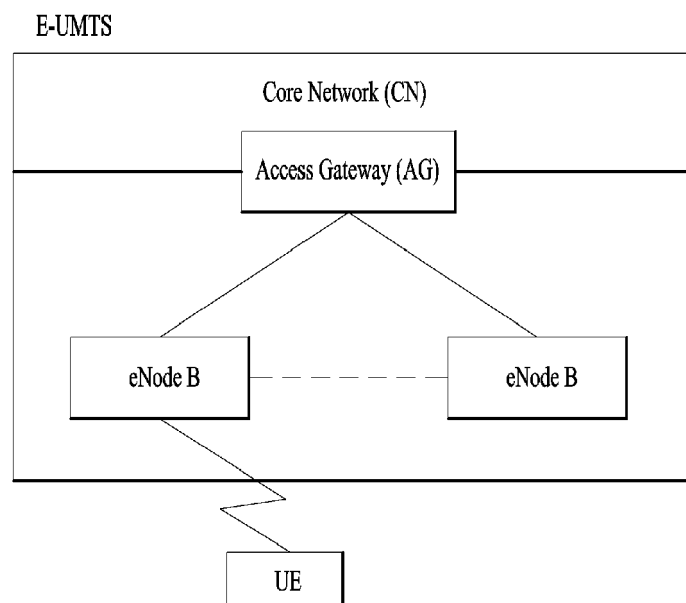 E-UMTS
Core Network (CN)
Access Gateway (AG)
eNode B
eNode B
UE